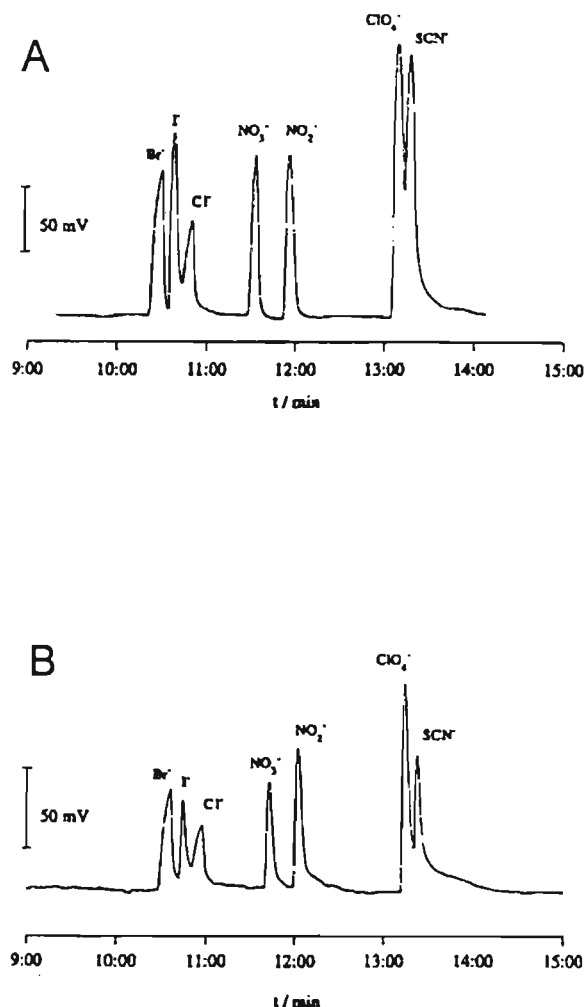 A
ClO₄⁻
SCN⁻
Br⁻
I⁻
Cl⁻
NO₃⁻
NO₂⁻
50 mV
9:00 10:00 11:00 12:00 13:00 14:00 15:00
t / min
B
ClO₄⁻
SCN⁻
Br⁻
I⁻
Cl⁻
NO₃⁻
NO₂⁻
50 mV
9:00 10:00 11:00 12:00 13:00 14:00 15:00
t / min